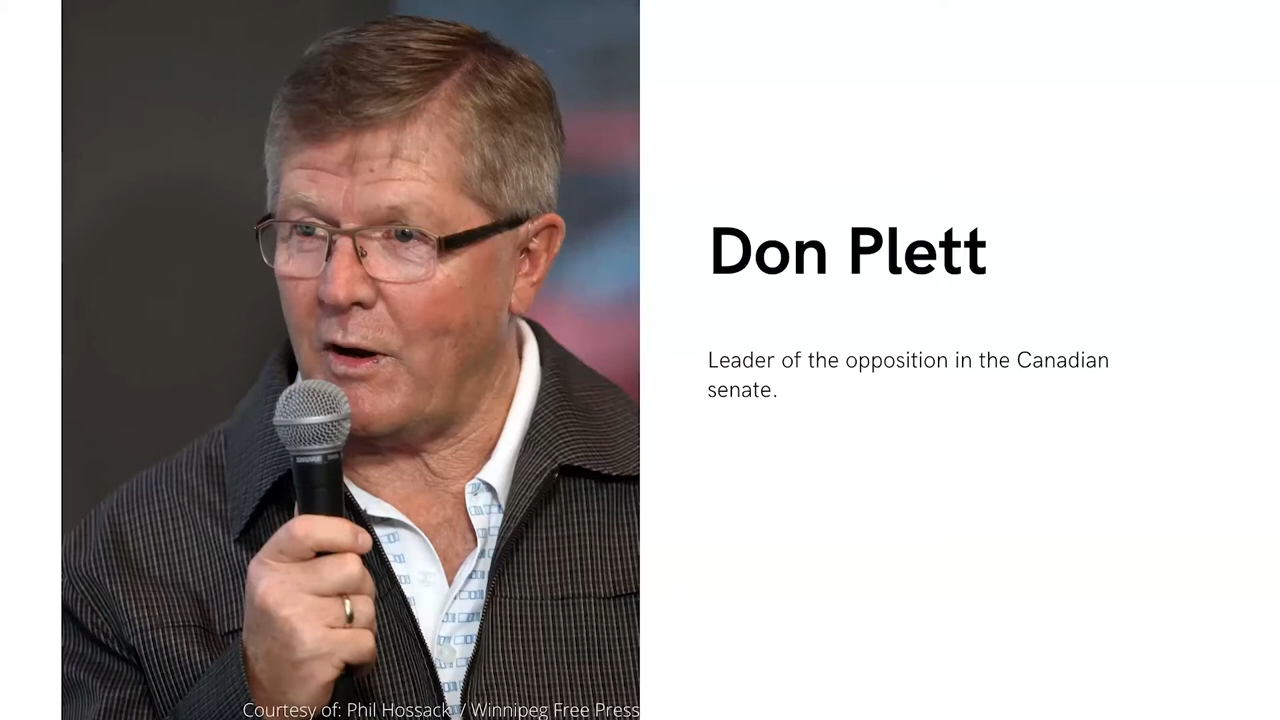 Don Plett
Leader of the opposition in the Canadian
senate.
Courtesy of: Phil Hossack / Winnipeg Free Press